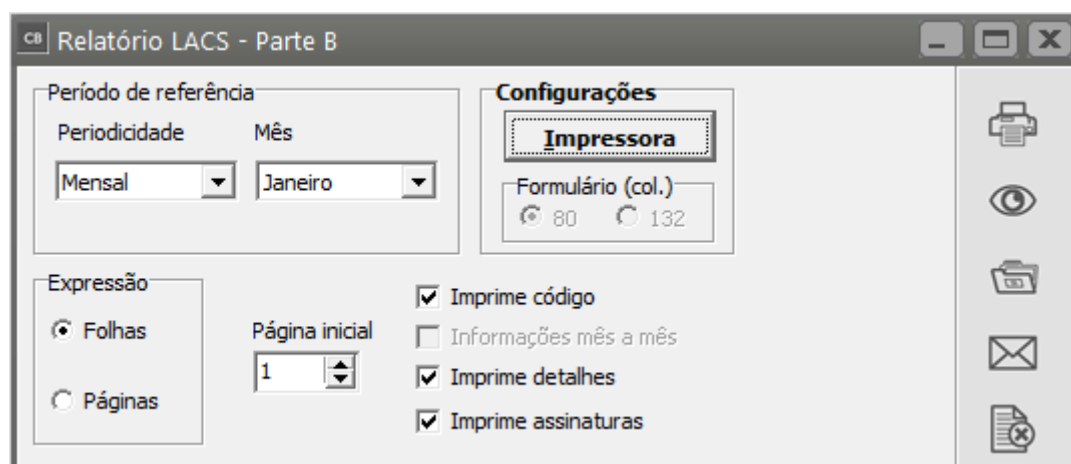 CB Relatório LACS - Parte B
Período de referência
Configurações
Periodicidade Mês
Impressora
Mensal Janeiro
Formulário (col.)
80 132
Expressão
Imprime código
Folhas Página inicial Informações mês a mês
1
Imprime detalhes
Páginas
Imprime assinaturas